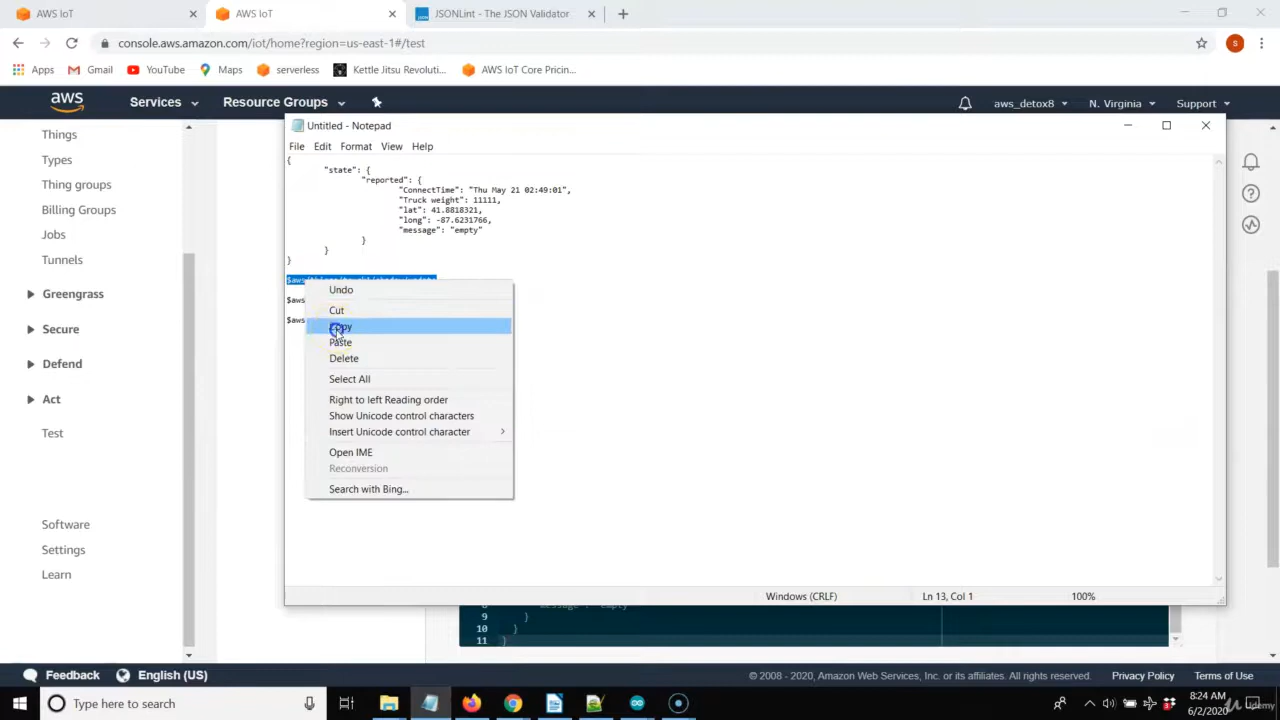 AWS IoT
AWS IoT
JSONLint - The JSON Validator
console.aws.amazon.com/iot/home?region=us-east-1#/test
S
Apps
Gmail
YouTube
Maps
serverless
Kettle Jitsu Revoluti...
AWS IoT Core Pricin...
aws
Services
Resource Groups
aws_detox8
N. Virginia
Support
Things
Types
Thing groups
Billing Groups
Jobs
Tunnels
Greengrass
Secure
Defend
Act
Test
Software
Settings
Learn
Untitled - Notepad
File Edit Format View Help
{
"state": {
"reported": {
"ConnectTime": "Thu May 21 02:49:01",
"Truck weight": 11111,
"lat": 41.8818321,
"long": -87.6231766,
"message": "empty"
}
}
}
$aws
$aws
$aws
Undo
Cut
Copy
Paste
Delete
Select All
Right to left Reading order
Show Unicode control characters
Insert Unicode control character
Open IME
Reconversion
Search with Bing...
Windows (CRLF)
Ln 13, Col 1
100%
9 }
10 }
11 }
Feedback
English (US)
© 2008 - 2020, Amazon Web Services, Inc. or its affiliates. All rights reserved.
Privacy Policy
Terms of Use
Type here to search
8:24 AM
6/2/2020
Udemy